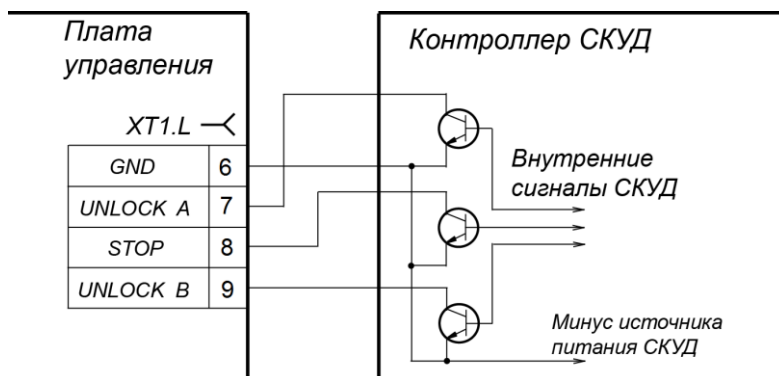 Плата
управления
Контроллер СКУД
XT1.L
GND 6
UNLOCK A 7
STOP 8
UNLOCK B 9
Внутренние
сигналы СКУД
Минус источника
питания СКУД